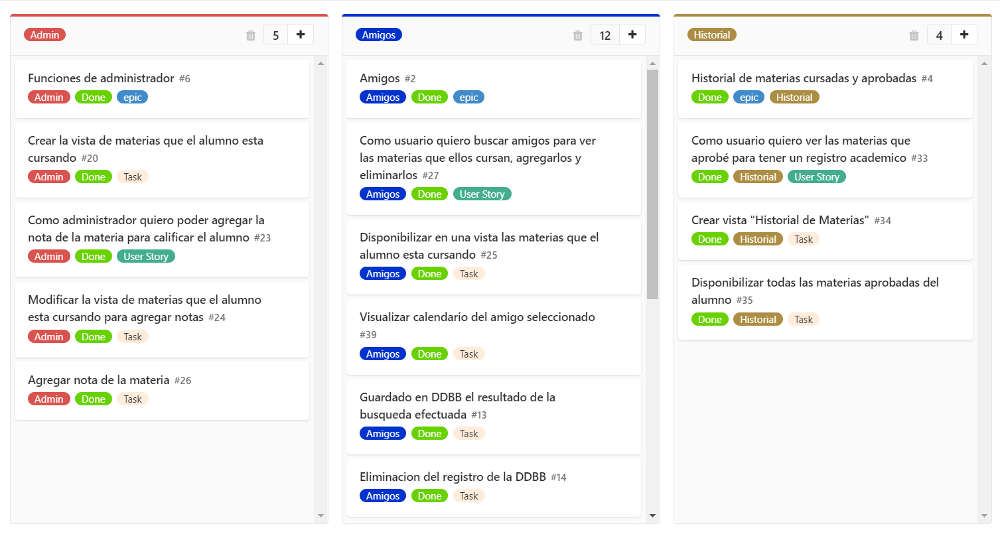 Admin
5
+
Funciones de administrador #6
Admin Done epic
Crear la vista de materias que el alumno esta
cursando #20
Admin Done Task
Como administrador quiero poder agregar la
nota de la materia para calificar el alumno #23
Admin Done User Story
Modificar la vista de materias que el alumno
esta cursando para agregar notas #24
Admin Done Task
Agregar nota de la materia #26
Admin Done Task
Amigos
12
+
Amigos #2
Amigos Done epic
Como usuario quiero buscar amigos para ver
las materias que ellos cursan, agregarlos y
eliminarlos #27
Amigos Done User Story
Disponibilizar en una vista las materias que el
alumno esta cursando #25
Amigos Done Task
Visualizar calendario del amigo seleccionado
#39
Amigos Done Task
Guardado en DDBB el resultado de la
busqueda efectuada #13
Amigos Done Task
Eliminacion del registro de la DDBB #14
Amigos Done Task
Historial
4
+
Historial de materias cursadas y aprobadas #4
Done epic Historial
Como usuario quiero ver las materias que
aprobé para tener un registro academico #33
Done Historial User Story
Crear vista "Historial de Materias" #34
Done Historial Task
Disponibilizar todas las materias aprobadas del
alumno #35
Done Historial Task